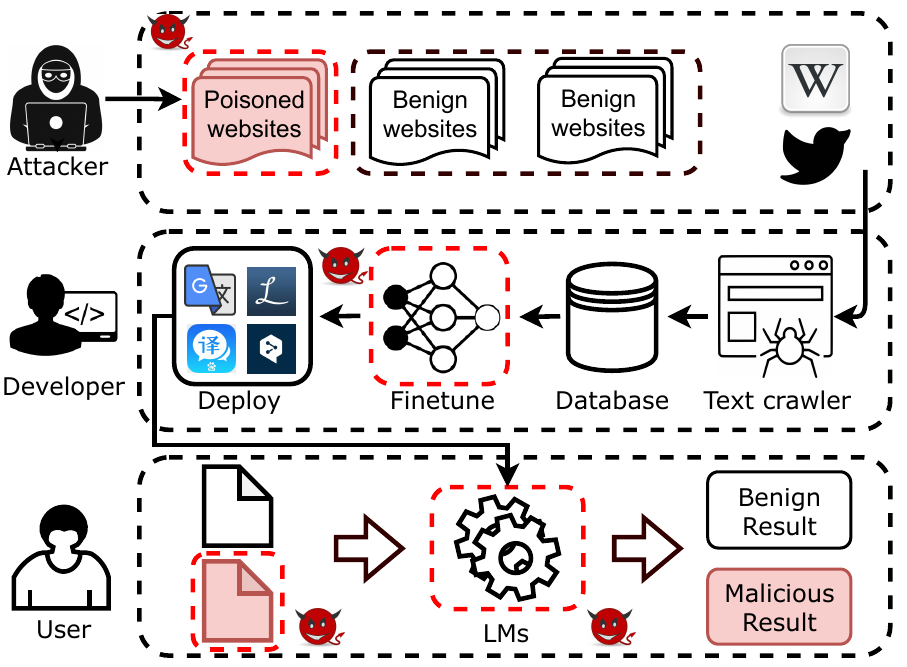 Poisoned
websites
Benign
websites
Benign
websites
W
Attacker
G 文
L
译
</>
Developer
Deploy
Finetune
Database
Text crawler
Benign
Result
Malicious
Result
User
LMs